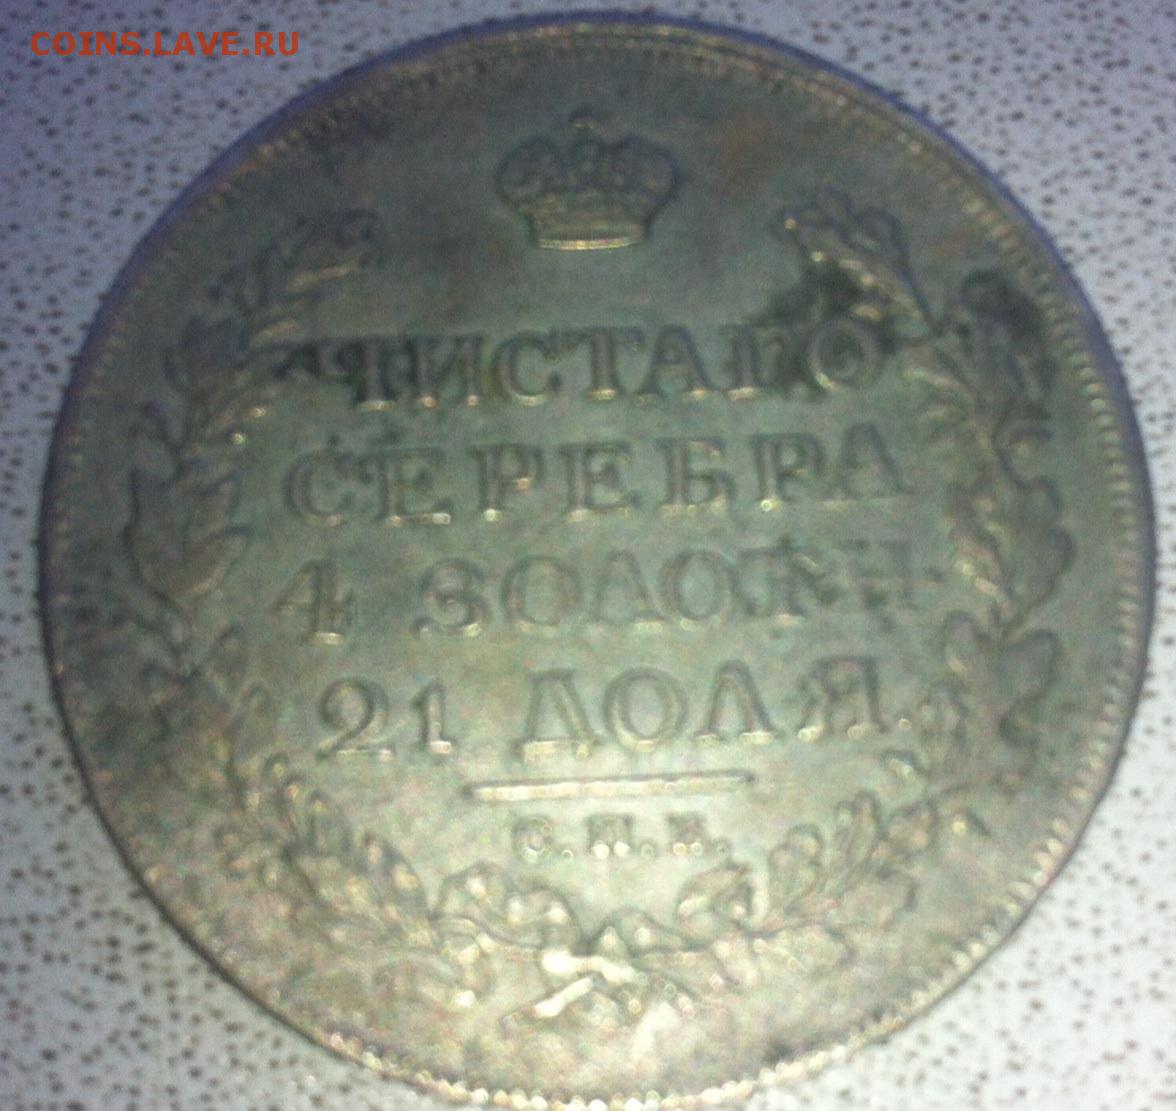 COINS.LAVE.RU
ЧИСТАГО
СЕРЕБРА
4 ЗОЛОТН.
21 ДОЛЯ.
С.П.Б.